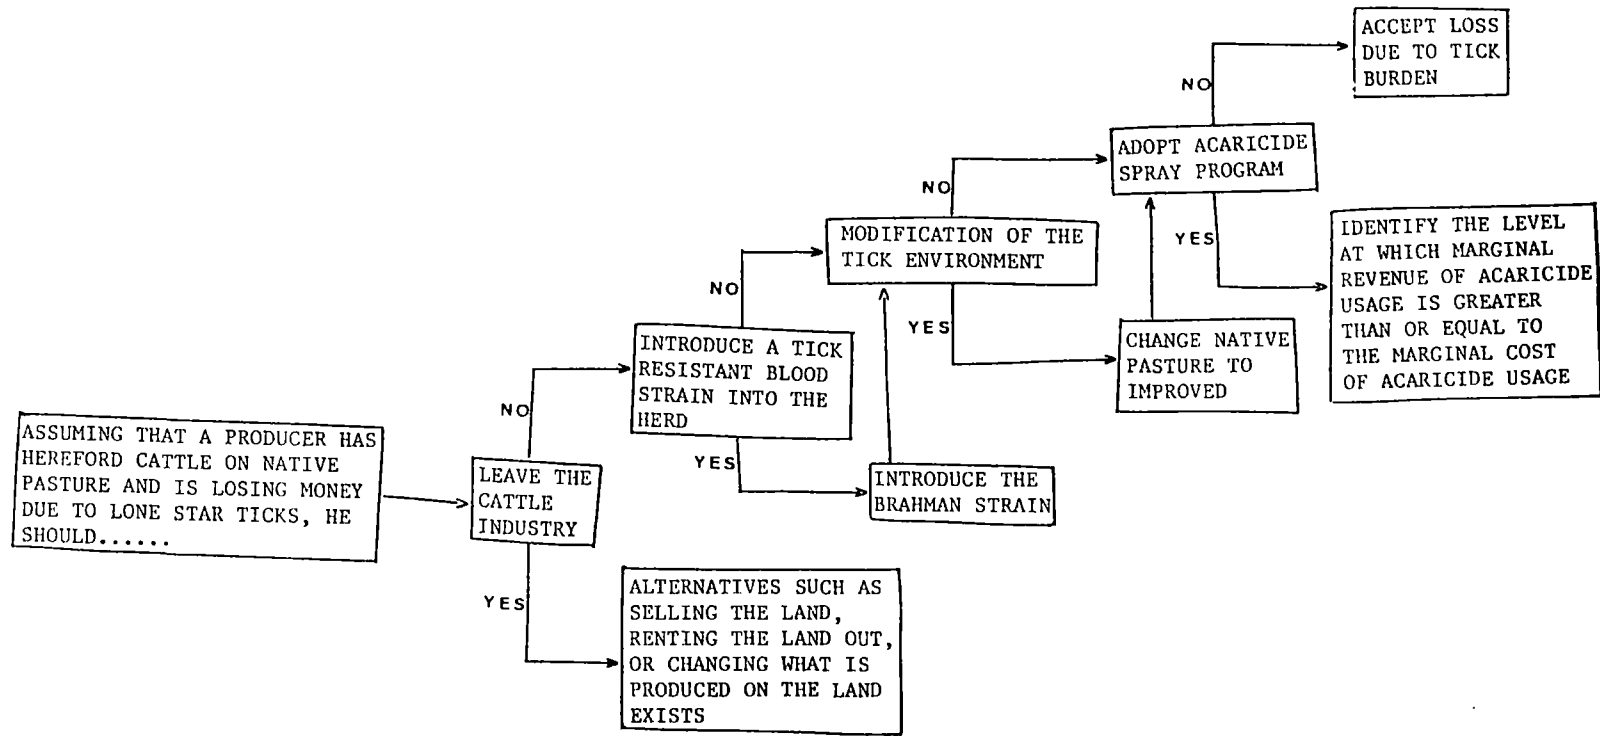 ASSUMING THAT A PRODUCER HAS
HEREFORD CATTLE ON NATIVE
PASTURE AND IS LOSING MONEY
DUE TO LONE STAR TICKS, HE
SHOULD......
LEAVE THE
CATTLE
INDUSTRY
NO
YES
ALTERNATIVES SUCH AS
SELLING THE LAND,
RENTING THE LAND OUT,
OR CHANGING WHAT IS
PRODUCED ON THE LAND
EXISTS
INTRODUCE A TICK
RESISTANT BLOOD
STRAIN INTO THE
HERD
NO
YES
INTRODUCE THE
BRAHMAN STRAIN
MODIFICATION OF THE
TICK ENVIRONMENT
NO
YES
CHANGE NATIVE
PASTURE TO
IMPROVED
ADOPT ACARICIDE
SPRAY PROGRAM
NO
YES
ACCEPT LOSS
DUE TO TICK
BURDEN
IDENTIFY THE LEVEL
AT WHICH MARGINAL
REVENUE OF ACARICIDE
USAGE IS GREATER
THAN OR EQUAL TO
THE MARGINAL COST
OF ACARICIDE USAGE